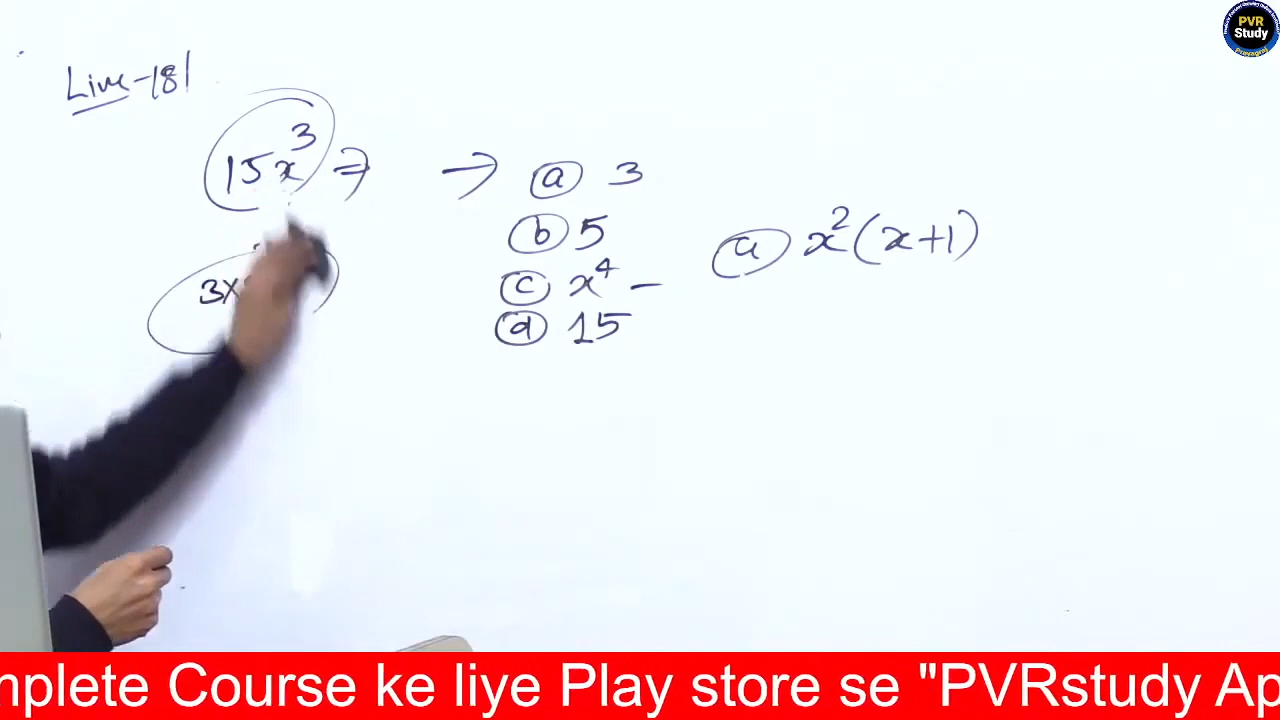 PVR
Study
Prayagraj
Live-181
15x³ ⇒ → ⓐ 3
ⓑ 5
ⓐ x²(x+1)
3x
ⓒ x⁴ –
ⓓ 15
mplete Course ke liye Play store se "PVRstudy Ap